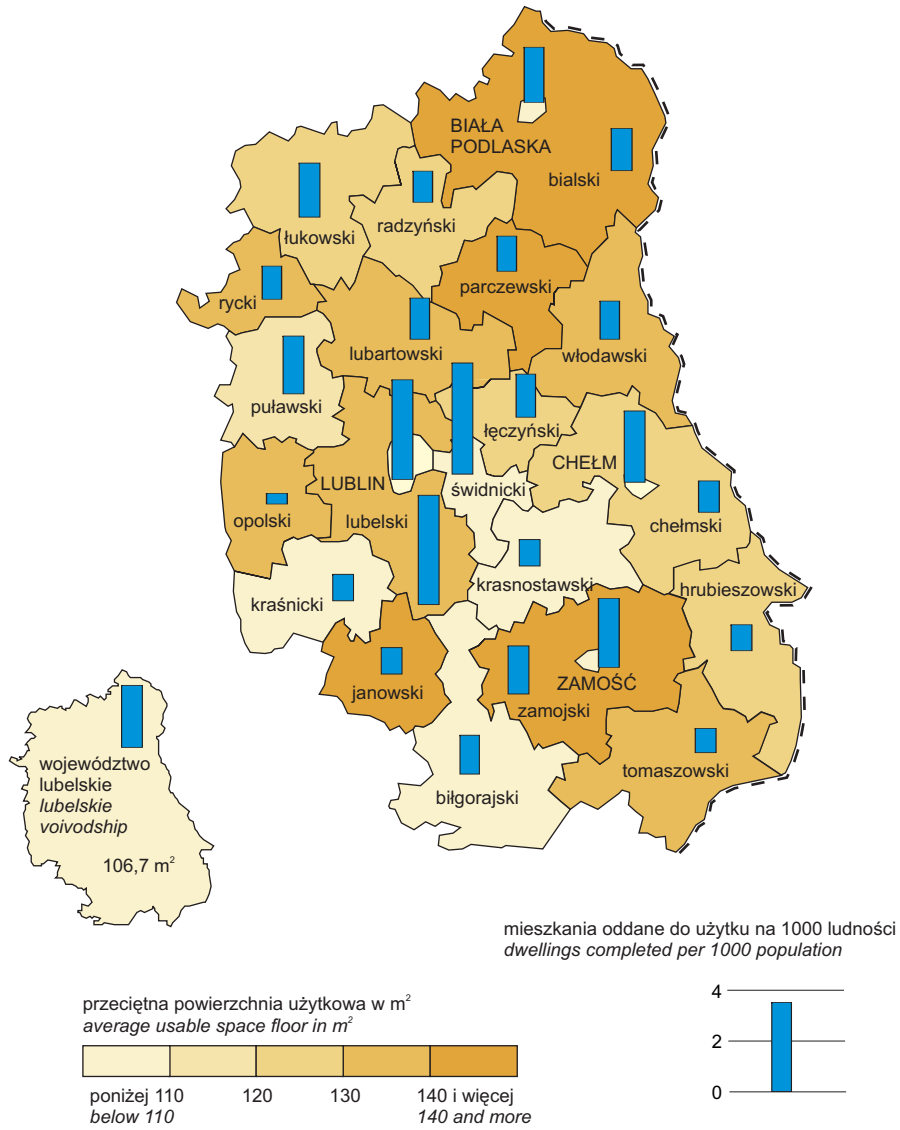 BIAŁA
PODLASKA
bialski
łukowski
radzyński
parczewski
rycki
lubartowski
włodawski
puławski
łęczyński
CHEŁM
LUBLIN
świdnicki
opolski
lubelski
chełmski
krasnostawski
hrubieszowski
kraśnicki
janowski
ZAMOŚĆ
zamojski
tomaszowski
biłgorajski
województwo
lubelskie
lubelskie
voivodship
106,7 m²
mieszkania oddane do użytku na 1000 ludności
dwellings completed per 1000 population
4
2
0
przeciętna powierzchnia użytkowa w m²
average usable space floor in m²
poniżej 110 120 130 140 i więcej
below 110 140 and more